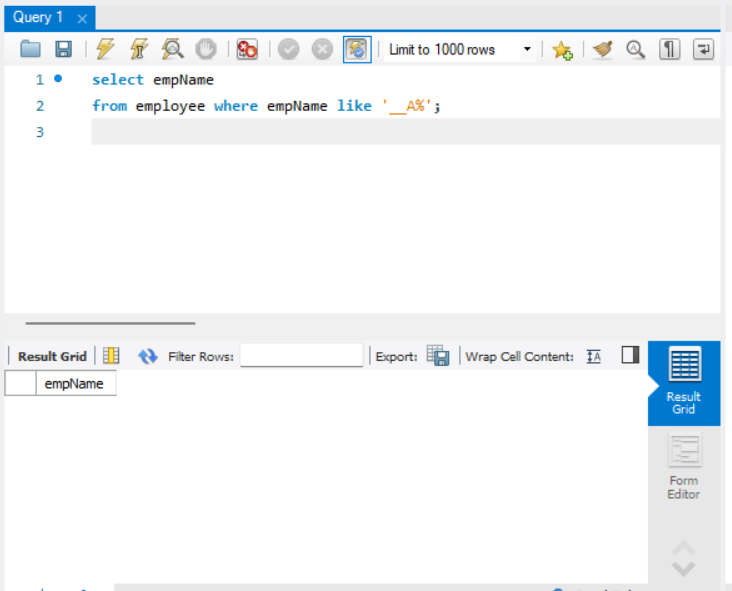 Query 1
Limit to 1000 rows
1 select empName
2 from employee where empName like '__A%';
3
Result Grid Filter Rows: Export: Wrap Cell Content:
empName
Result
Grid
Form
Editor